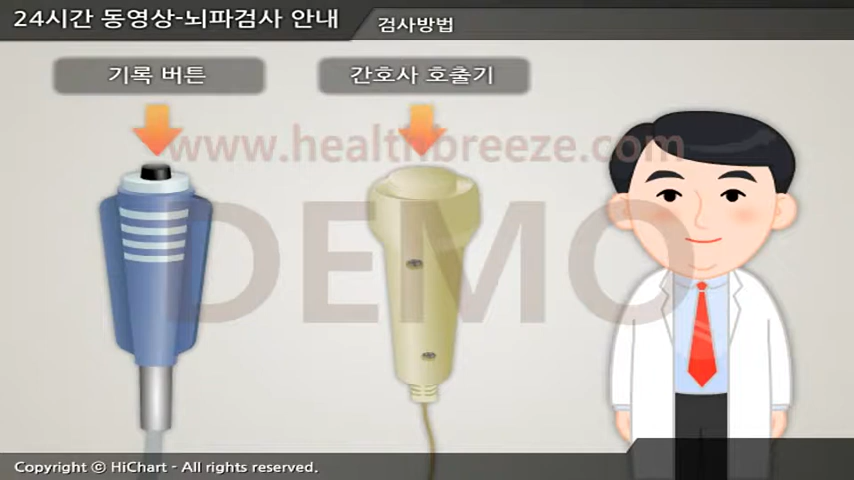 24시간 동영상-뇌파검사 안내
검사방법
기록 버튼
간호사 호출기
www.healthbreeze.com
DEMO
Copyright ⓒ HiChart - All rights reserved.